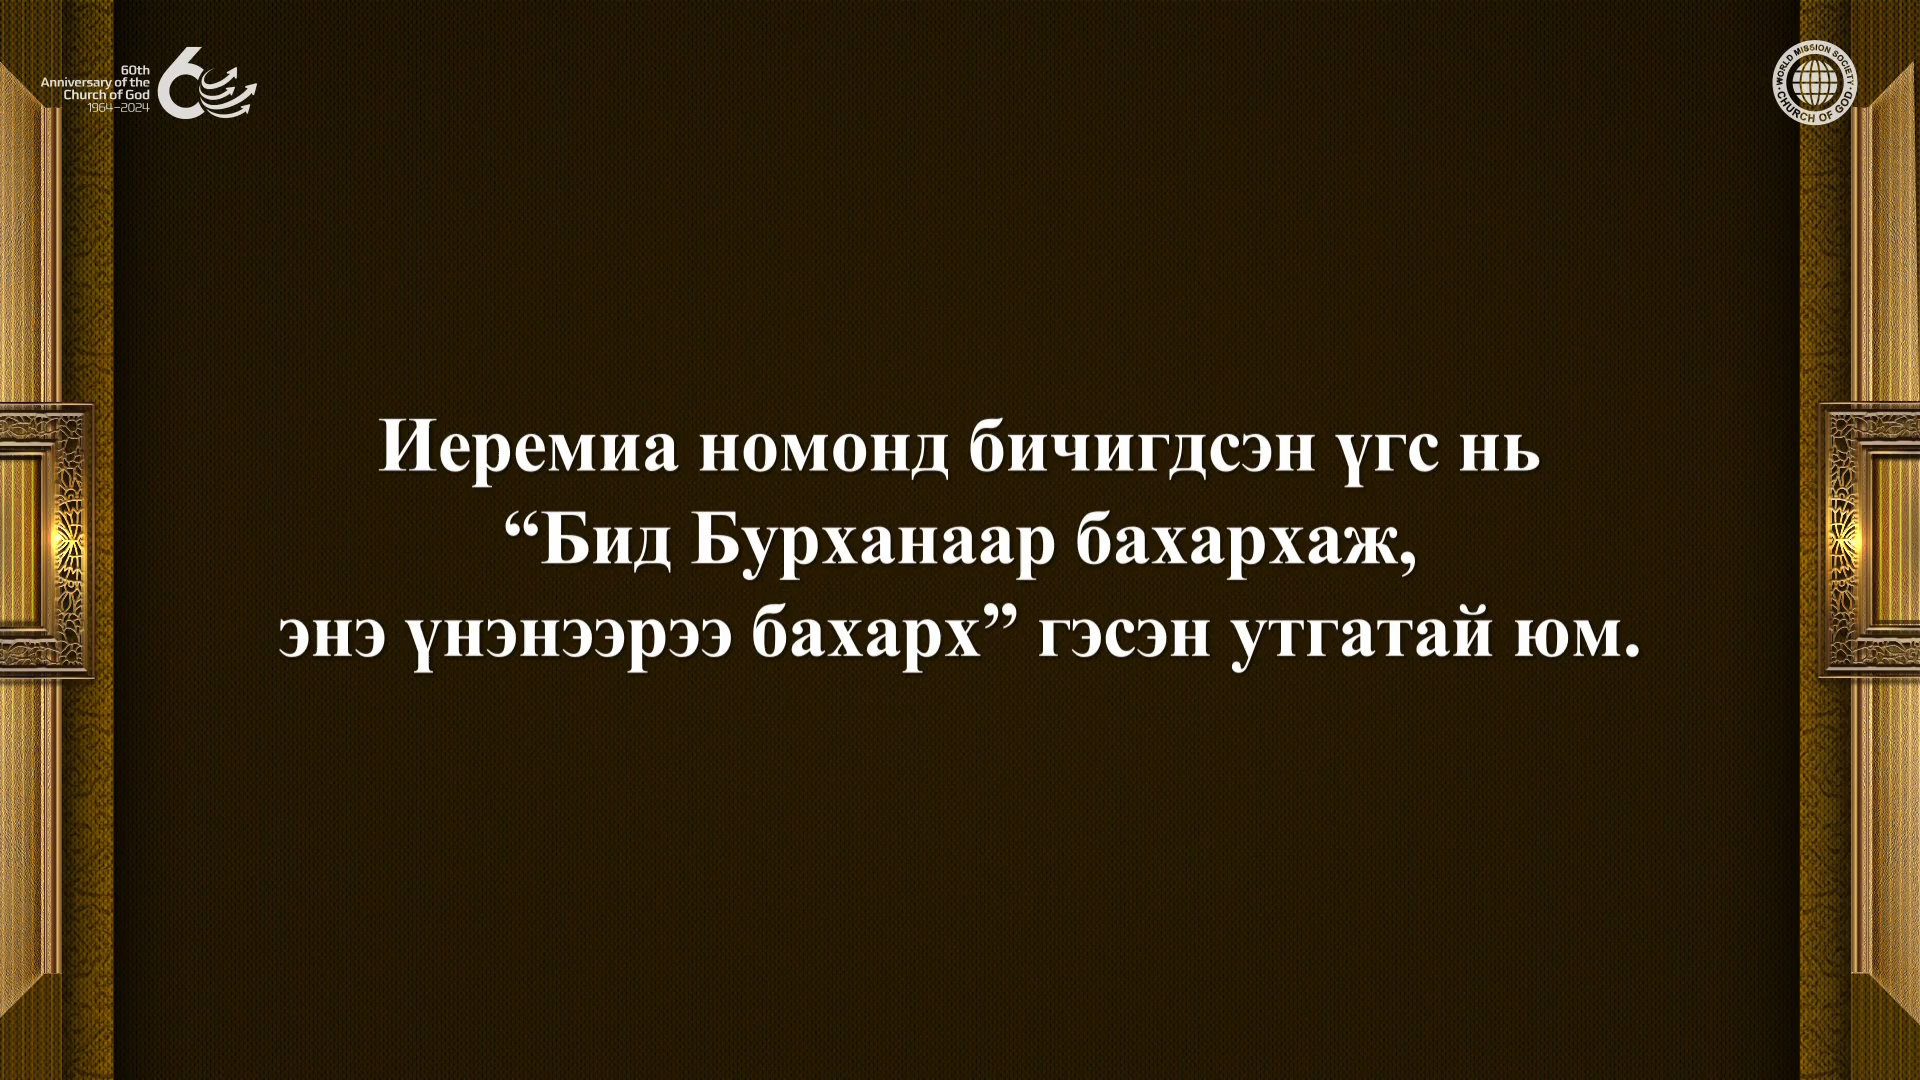 60th
Anniversary of the
Church of God
1964–2024
WORLD MISSION SOCIETY
CHURCH OF GOD
Иеремиа номонд бичигдсэн үгс нь
“Бид Бурханаар бахархаж,
энэ үнэнээрээ бахарх” гэсэн утгатай юм.